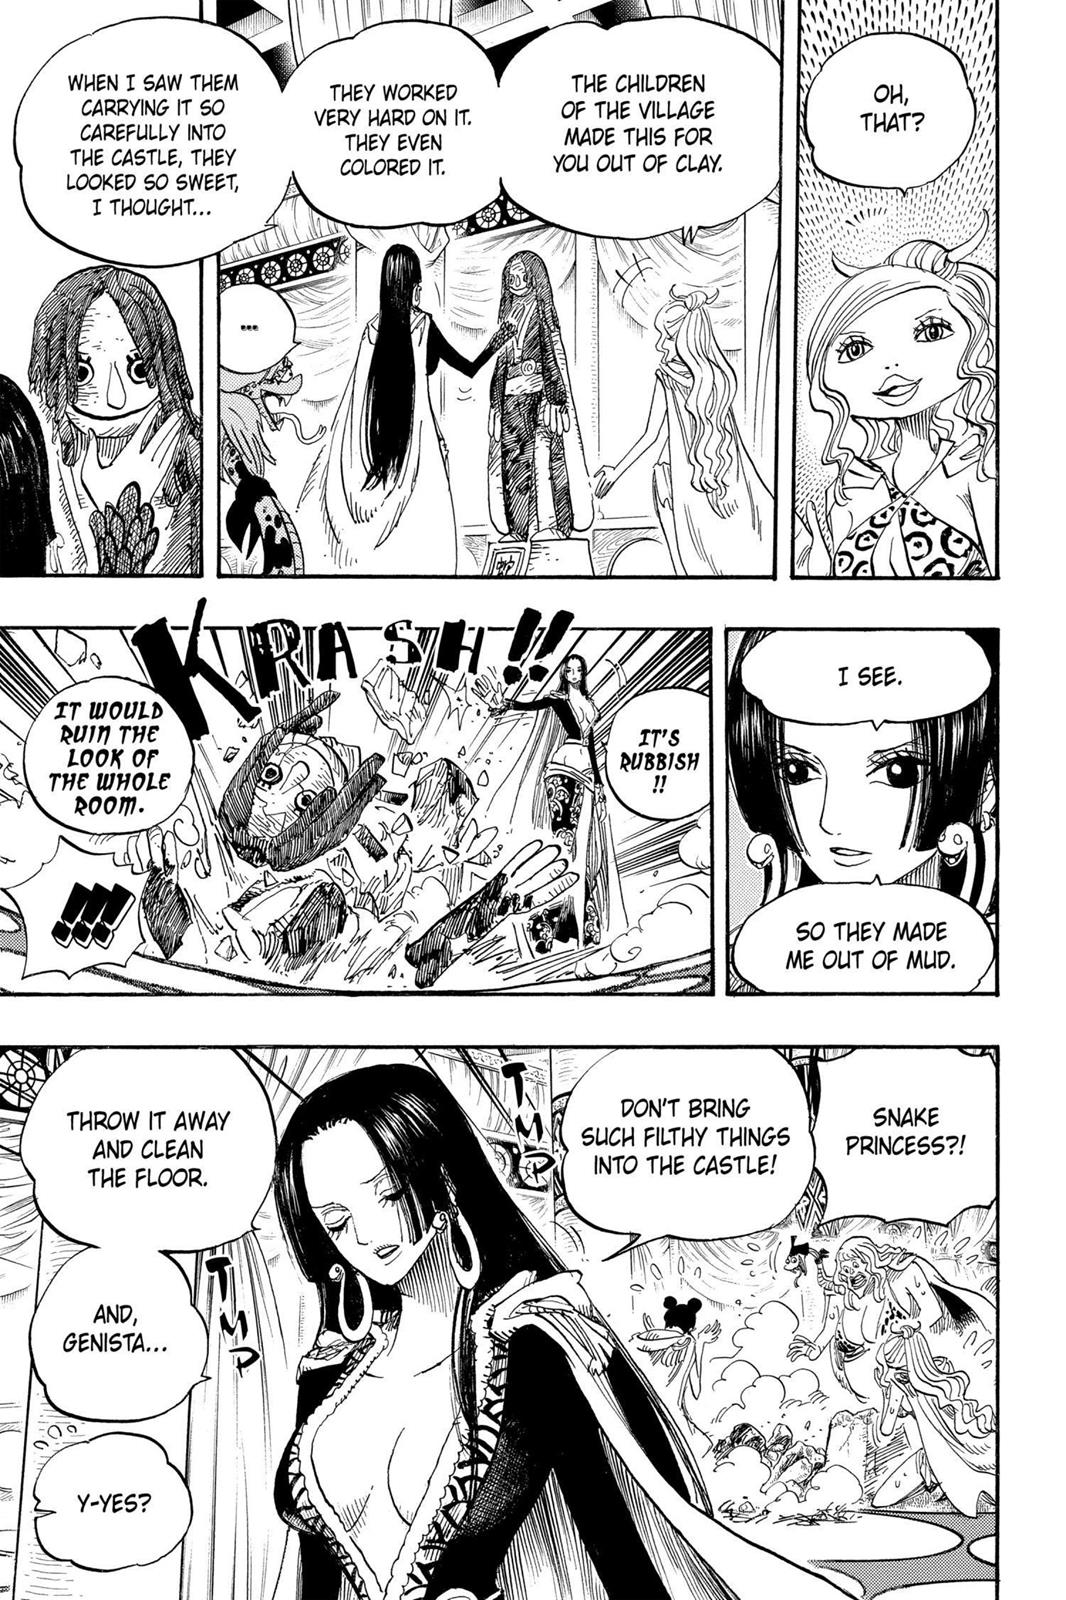 OH,
THAT?
THE CHILDREN
OF THE VILLAGE
MADE THIS FOR
YOU OUT OF CLAY.
THEY WORKED
VERY HARD ON IT.
THEY EVEN
COLORED IT.
...
WHEN I SAW THEM
CARRYING IT SO
CAREFULLY INTO
THE CASTLE, THEY
LOOKED SO SWEET,
I THOUGHT...
I SEE.
SO THEY MADE
ME OUT OF MUD.
KRASH!!
IT'S
RUBBISH
!!
IT WOULD
RUIN THE
LOOK OF
THE WHOLE
ROOM.
!!!!
SNAKE
PRINCESS?!
DON'T BRING
SUCH FILTHY THINGS
INTO THE CASTLE!
TMP
THROW IT AWAY
AND CLEAN
THE FLOOR.
TMP
AND,
GENISTA...
Y-YES?